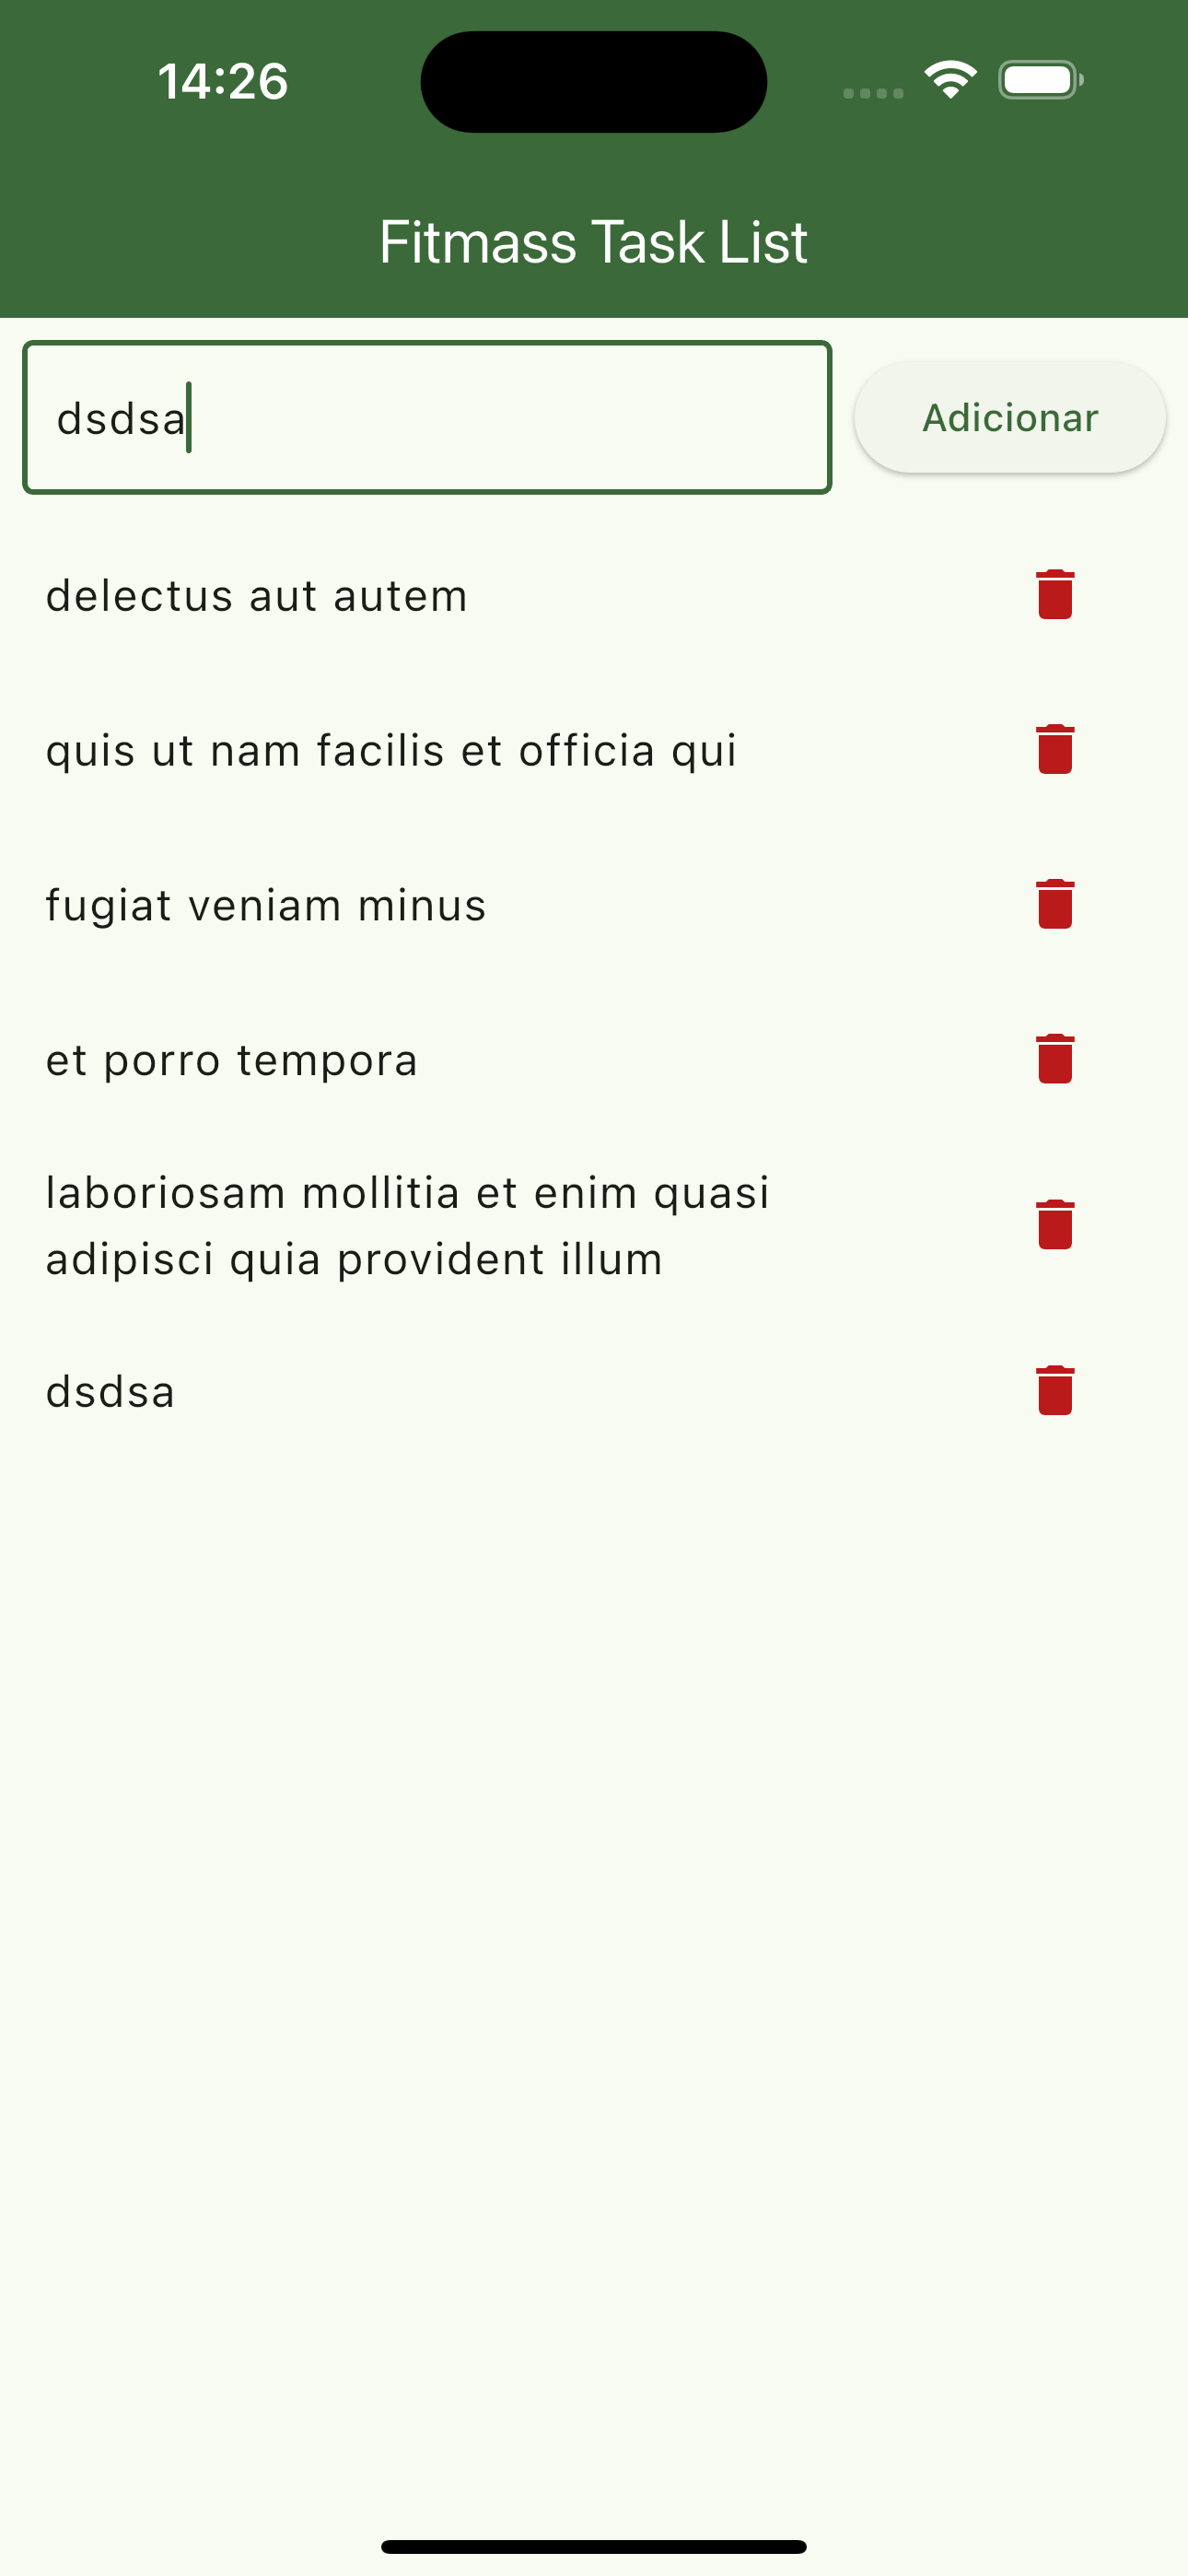 14:26
Fitmass Task List
dsdsa
Adicionar
delectus aut autem
quis ut nam facilis et officia qui
fugiat veniam minus
et porro tempora
laboriosam mollitia et enim quasi
adipisci quia provident illum
dsdsa